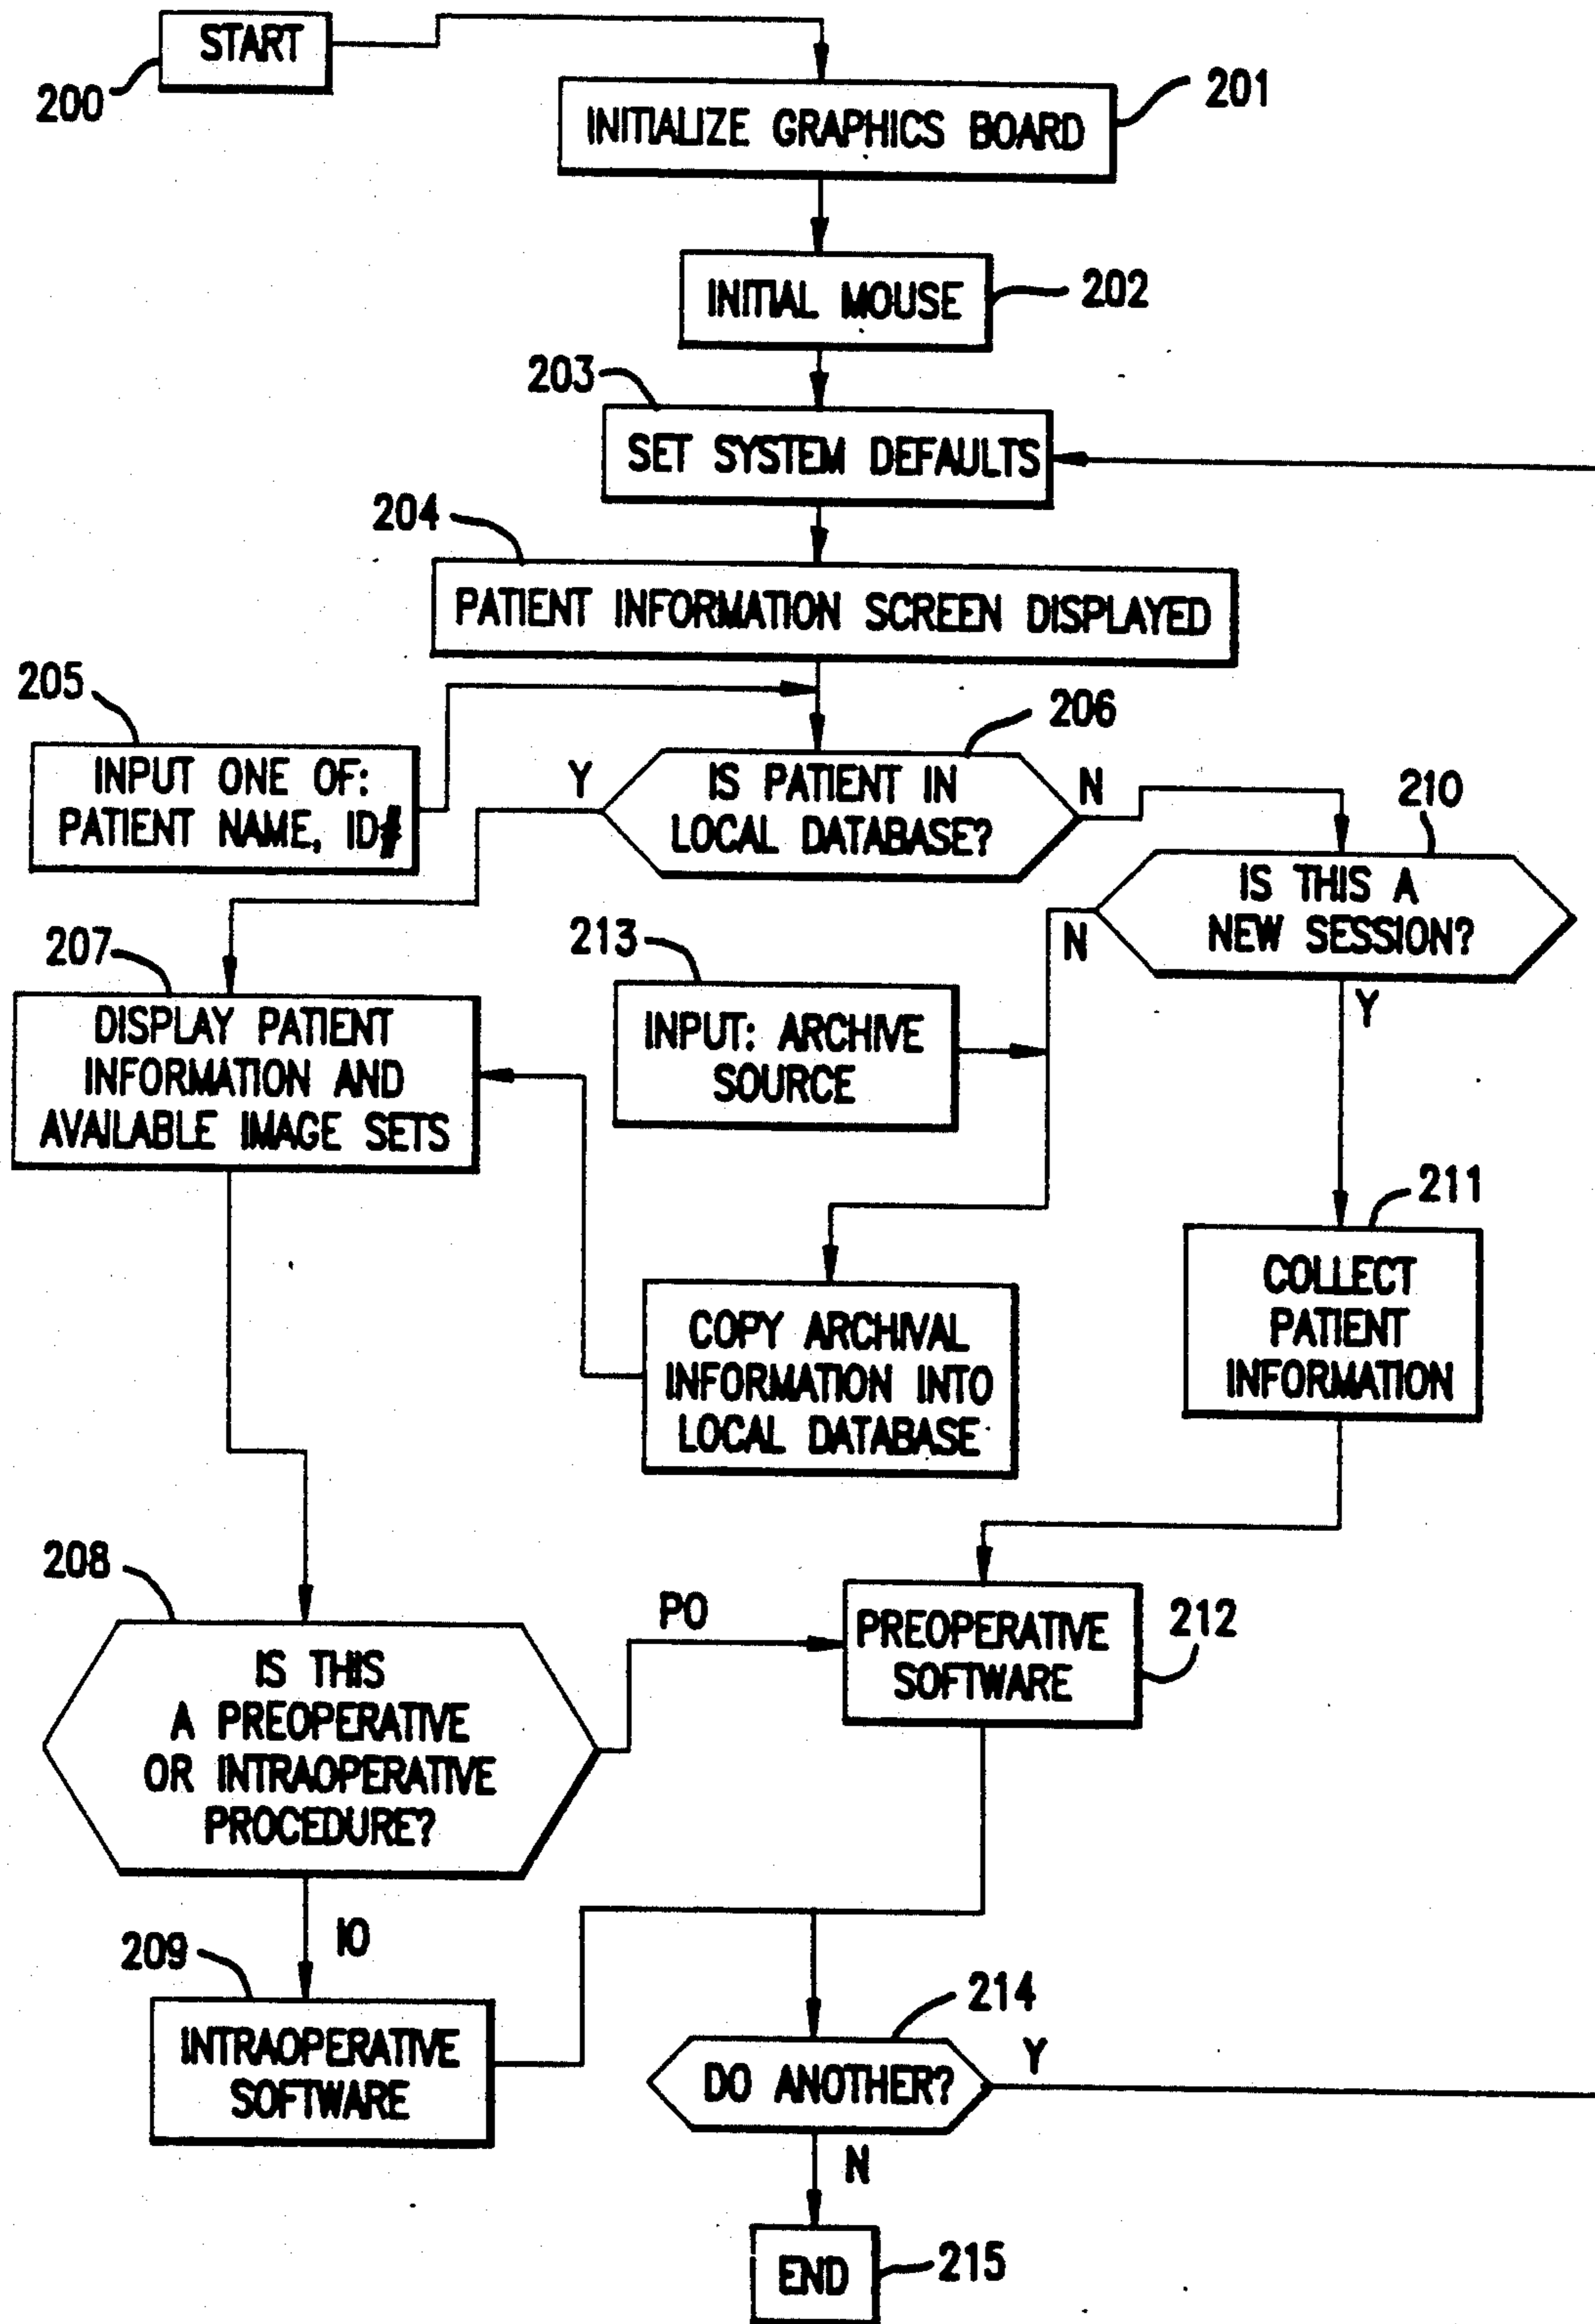 START
200
INITIALIZE GRAPHICS BOARD
201
INITIAL MOUSE
202
203
SET SYSTEM DEFAULTS
204
PATIENT INFORMATION SCREEN DISPLAYED
205
INPUT ONE OF:
PATIENT NAME, ID#
206
Y
IS PATIENT IN
LOCAL DATABASE?
N
210
IS THIS A
NEW SESSION?
N
Y
207
DISPLAY PATIENT
INFORMATION AND
AVAILABLE IMAGE SETS
213
INPUT: ARCHIVE
SOURCE
211
COLLECT
PATIENT
INFORMATION
COPY ARCHIVAL
INFORMATION INTO
LOCAL DATABASE
208
IS THIS
A PREOPERATIVE
OR INTRAOPERATIVE
PROCEDURE?
PO
PREOPERATIVE
SOFTWARE
212
IO
209
INTRAOPERATIVE
SOFTWARE
214
DO ANOTHER?
Y
N
END
215